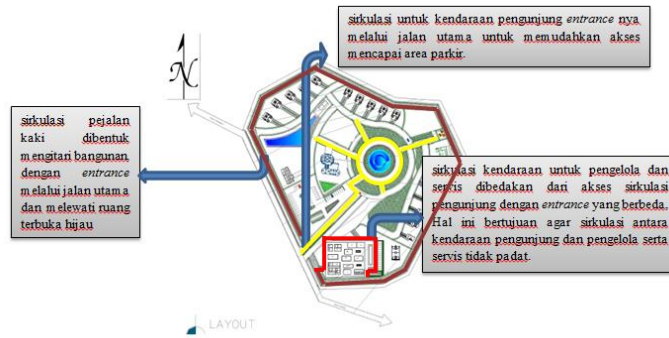 sirkulasi untuk kendaraan pengunjung entrance nya
melalui jalan utama untuk memudahkan akses
mencapai area parkir.
N
sirkulasi pejalan
kaki dibentuk
mengitari bangunan
dengan entrance
melalui jalan utama
dan melewati ruang
terbuka hijau
sirkulasi kendaraan untuk pengelola dan
servis dibedakan dari akses sirkulasi
pengunjung dengan entrance yang berbeda.
Hal ini bertujuan agar sirkulasi antara
kendaraan pengunjung dan pengelola serta
servis tidak padat.
LAYOUT